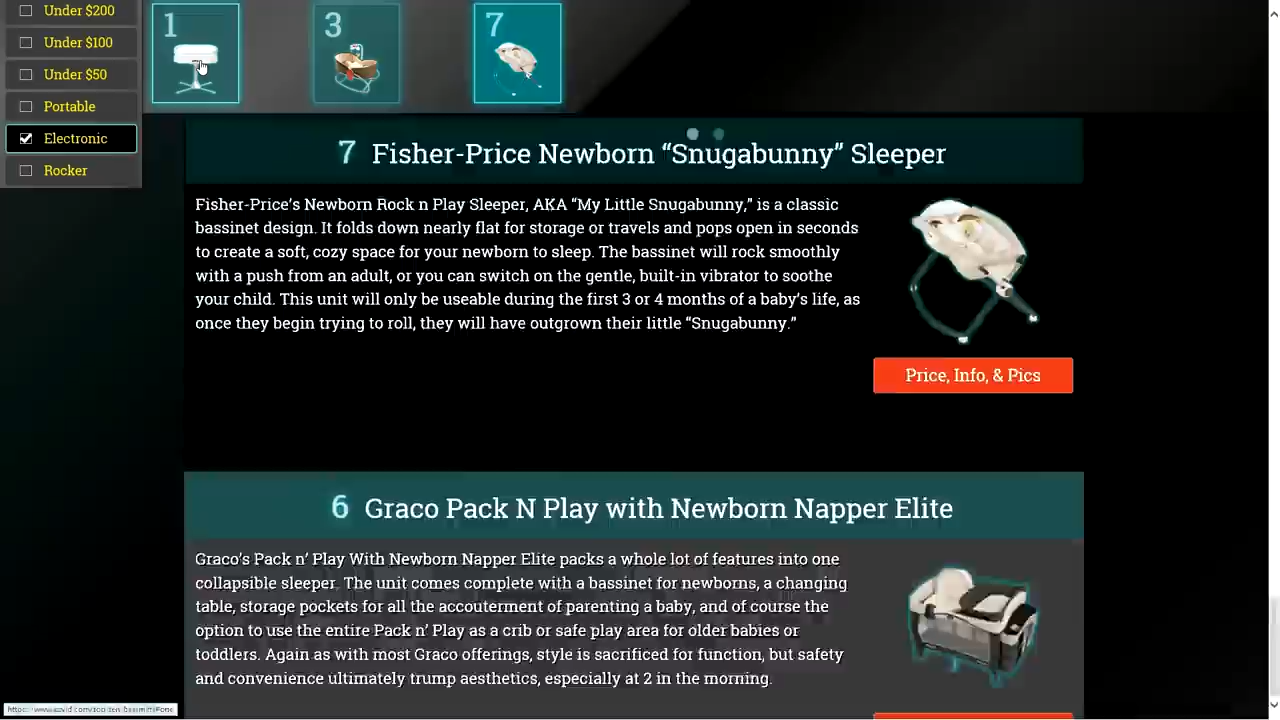 Under $200
Under $100
Under $50
Portable
Electronic
Rocker
1
3
7
7 Fisher-Price Newborn “Snugabunny” Sleeper
Fisher-Price’s Newborn Rock n Play Sleeper, AKA “My Little Snugabunny,” is a classic
bassinet design. It folds down nearly flat for storage or travels and pops open in seconds
to create a soft, cozy space for your newborn to sleep. The bassinet will rock smoothly
with a push from an adult, or you can switch on the gentle, built-in vibrator to soothe
your child. This unit will only be useable during the first 3 or 4 months of a baby’s life, as
once they begin trying to roll, they will have outgrown their little “Snugabunny.”
Price, Info, & Pics
6 Graco Pack N Play with Newborn Napper Elite
Graco’s Pack n’ Play With Newborn Napper Elite packs a whole lot of features into one
collapsible sleeper. The unit comes complete with a bassinet for newborns, a changing
table, storage pockets for all the accouterment of parenting a baby, and of course the
option to use the entire Pack n’ Play as a crib or safe play area for older babies or
toddlers. Again as with most Graco offerings, style is sacrificed for function, but safety
and convenience ultimately trump aesthetics, especially at 2 in the morning.